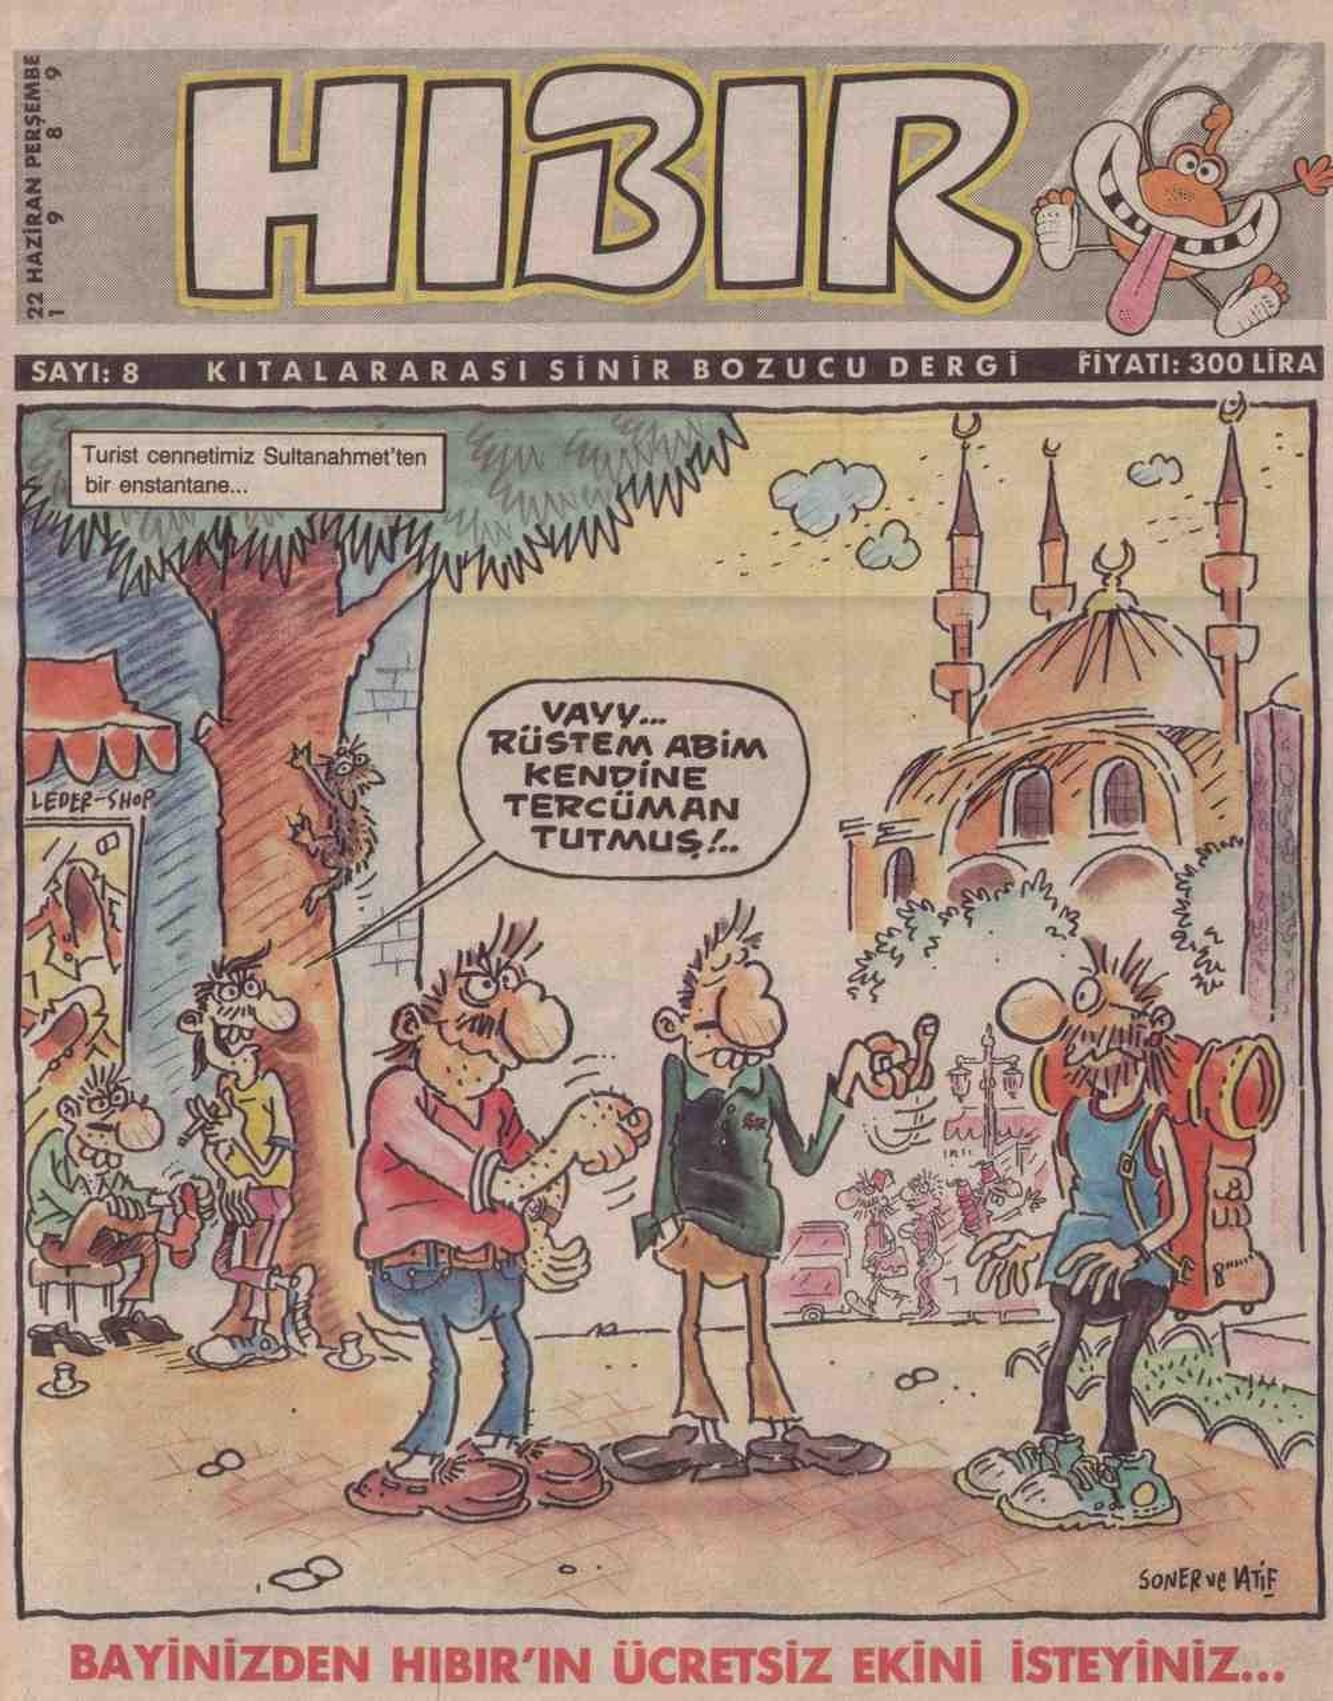 22 HAZİRAN PERŞEMBE
1 9 8 9
HIBIR
SAYI: 8 KITALARARASI SİNİR BOZUCU DERGİ FİYATI: 300 LİRA
Turist cennetimiz Sultanahmet'ten
bir enstantane...
VAYY...
RÜSTEM ABİM
KENDİNE
TERCÜMAN
TUTMUŞ!..
LEDER-SHOP
SONER ve LATİF
BAYİNİZDEN HIBIR'IN ÜCRETSİZ EKİNİ İSTEYİNİZ...